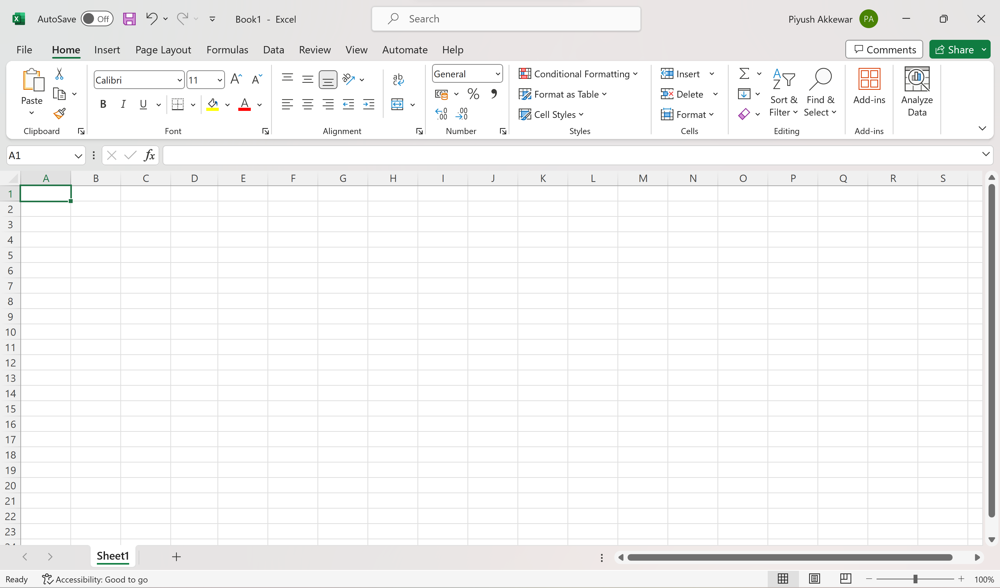 AutoSave Off Book1 - Excel Search Piyush Akkewar PA
File Home Insert Page Layout Formulas Data Review View Automate Help Comments Share
Calibri 11 General Conditional Formatting Insert
Format as Table Delete
Cell Styles Format
Paste
Sort & Filter
Find & Select
Add-ins
Analyze Data
Clipboard Font Alignment Number Styles Cells Editing Add-ins
A1 fx
A B C D E F G H I J K L M N O P Q R S
1
2
3
4
5
6
7
8
9
10
11
12
13
14
15
16
17
18
19
20
21
22
23
Sheet1
Ready Accessibility: Good to go 100%